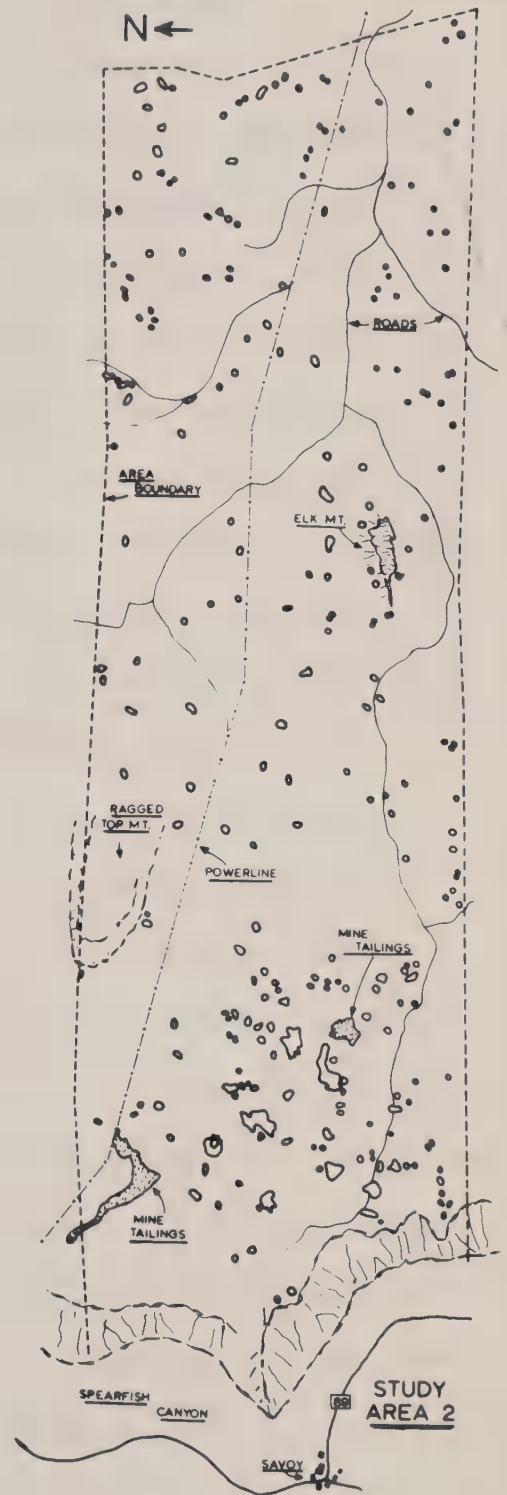 N
ROADS
AREA
BOUNDARY
ELK MT.
RAGGED
TOP MT.
POWERLINE
MINE
TAILINGS
MINE
TAILINGS
SPEARFISH
CANYON
89
STUDY
AREA 2
SAVOY